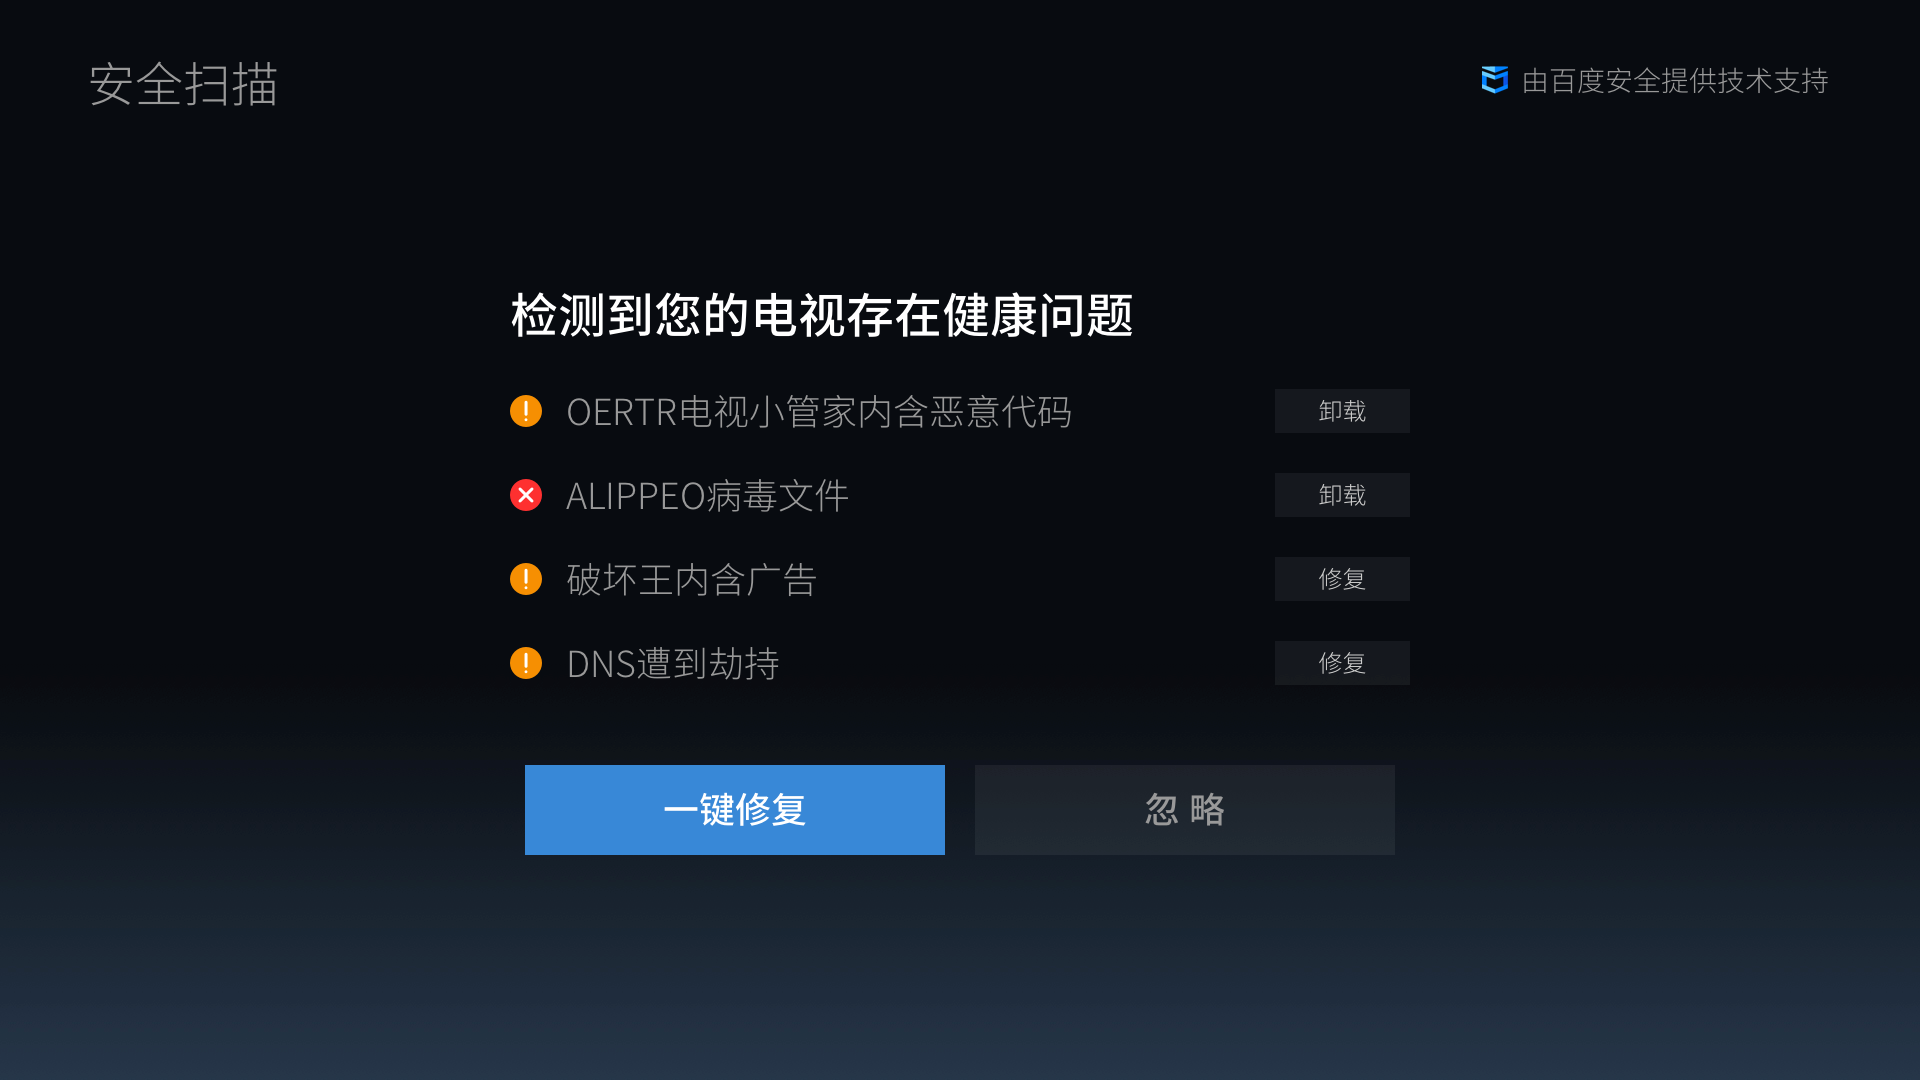 安全扫描
由百度安全提供技术支持
检测到您的电视存在健康问题
OERTR电视小管家内含恶意代码
卸载
ALIPPEO病毒文件
卸载
破坏王内含广告
修复
DNS遭到劫持
修复
一键修复
忽 略